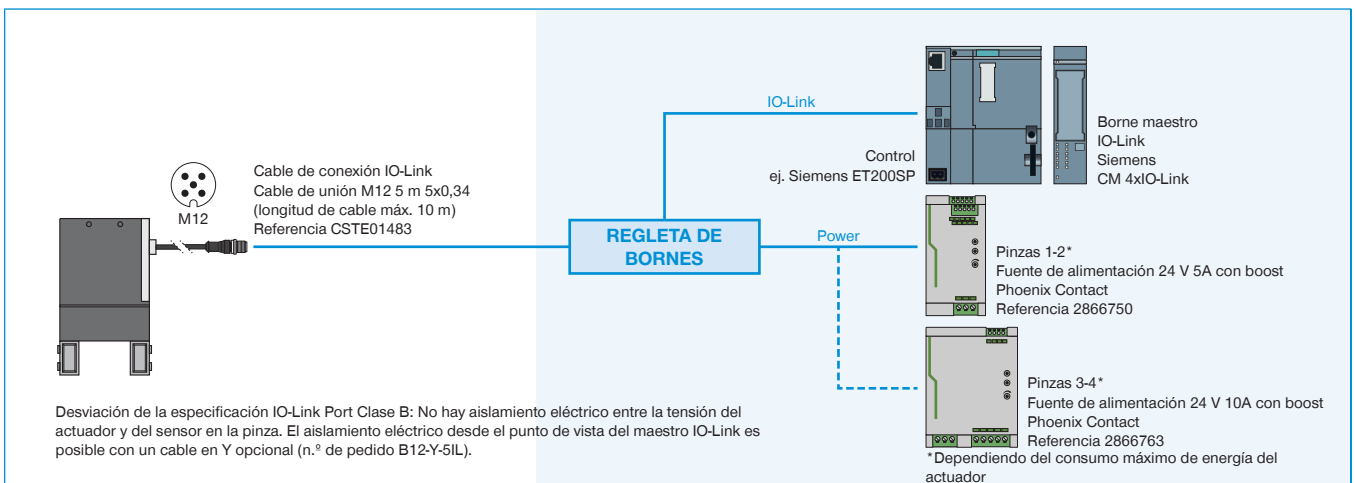 Cable de conexión IO-Link
Cable de unión M12 5 m 5x0,34
(longitud de cable máx. 10 m)
Referencia CSTE01483
M12
REGLETA DE
BORNES
IO-Link
Power
Control
ej. Siemens ET200SP
Borne maestro
IO-Link
Siemens
CM 4xIO-Link
Pinzas 1-2*
Fuente de alimentación 24 V 5A con boost
Phoenix Contact
Referencia 2866750
Pinzas 3-4*
Fuente de alimentación 24 V 10A con boost
Phoenix Contact
Referencia 2866763
*Dependiendo del consumo máximo de energía del
actuador
Desviación de la especificación IO-Link Port Clase B: No hay aislamiento eléctrico entre la tensión del
actuador y del sensor en la pinza. El aislamiento eléctrico desde el punto de vista del maestro IO-Link es
posible con un cable en Y opcional (n.º de pedido B12-Y-5IL).